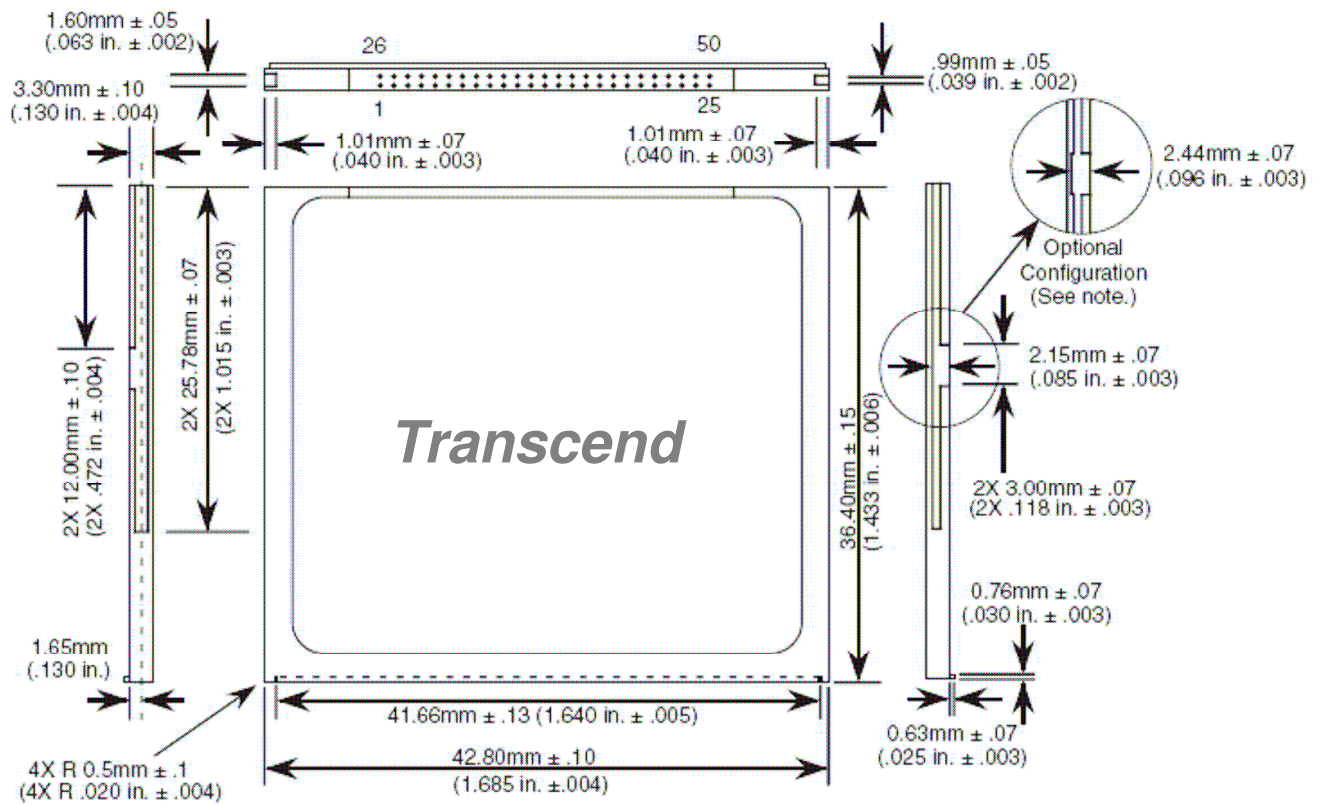 1.60mm ± .05
(.063 in. ± .002)
26
50
.99mm ± .05
(.039 in. ± .002)
3.30mm ± .10
(.130 in. ± .004)
1
25
1.01mm ± .07
(.040 in. ± .003)
1.01mm ± .07
(.040 in. ± .003)
2.44mm ± .07
(.096 in. ± .003)
Optional
Configuration
(See note.)
2X 12.00mm ± .10
(2X .472 in. ± .004)
2X 25.78mm ± .07
(2X 1.015 in. ± .003)
Transcend
36.40mm ± .15
(1.433 in. ± .006)
2.15mm ± .07
(.085 in. ± .003)
2X 3.00mm ± .07
(2X .118 in. ± .003)
0.76mm ± .07
(.030 in. ± .003)
1.65mm
(.130 in.)
41.66mm ± .13 (1.640 in. ± .005)
0.63mm ± .07
(.025 in. ± .003)
42.80mm ± .10
(1.685 in. ±.004)
4X R 0.5mm ± .1
(4X R .020 in. ± .004)